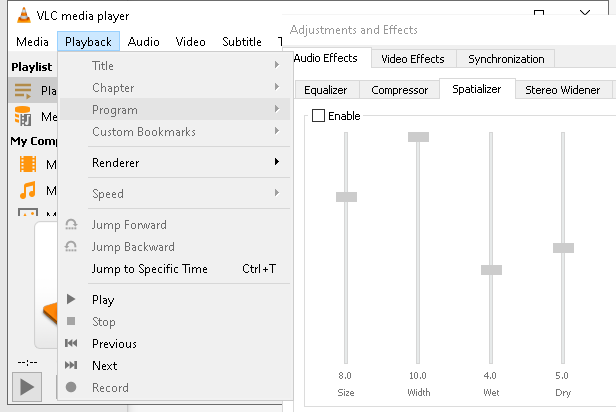 VLC media player
Media Playback Audio Video Subtitle T
Playlist
Pla
Me
My Comp
M
M
M
--:--
Title
Chapter
Program
Custom Bookmarks
Renderer
Speed
Jump Forward
Jump Backward
Jump to Specific Time Ctrl+T
Play
Stop
Previous
Next
Record
Adjustments and Effects
Audio Effects Video Effects Synchronization
Equalizer Compressor Spatializer Stereo Widener
Enable
8.0 10.0 4.0 5.0
Size Width Wet Dry